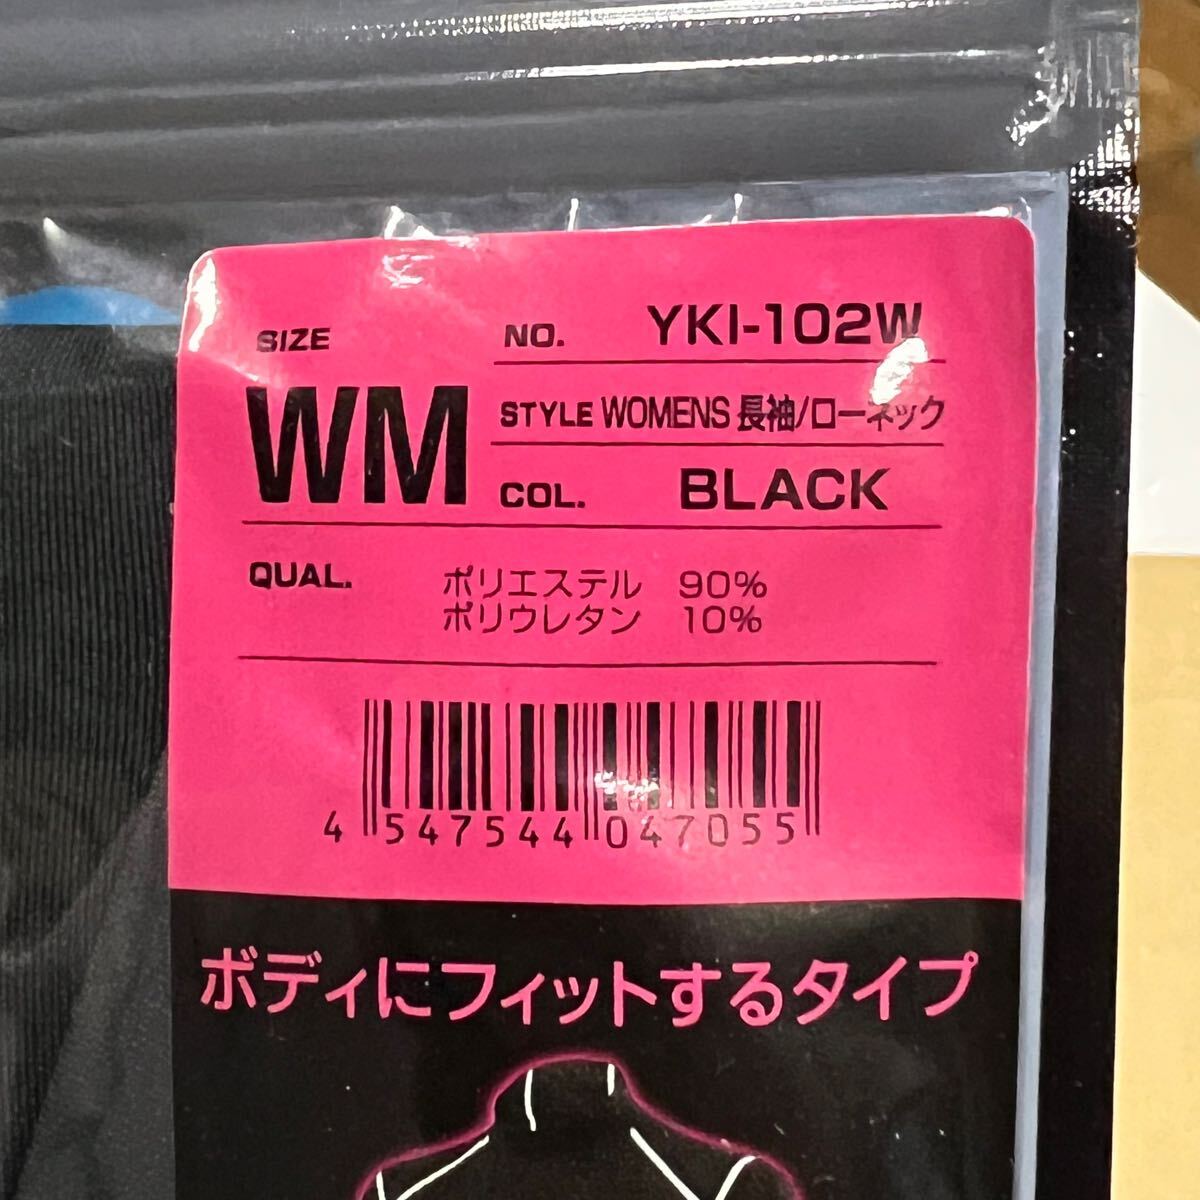 SIZE
WM
NO. YKI-102W
STYLE WOMENS 長袖/ローネック
COL. BLACK
QUAL. ポリエステル 90%
ポリウレタン 10%
4 547544 047055
ボディにフィットするタイプ